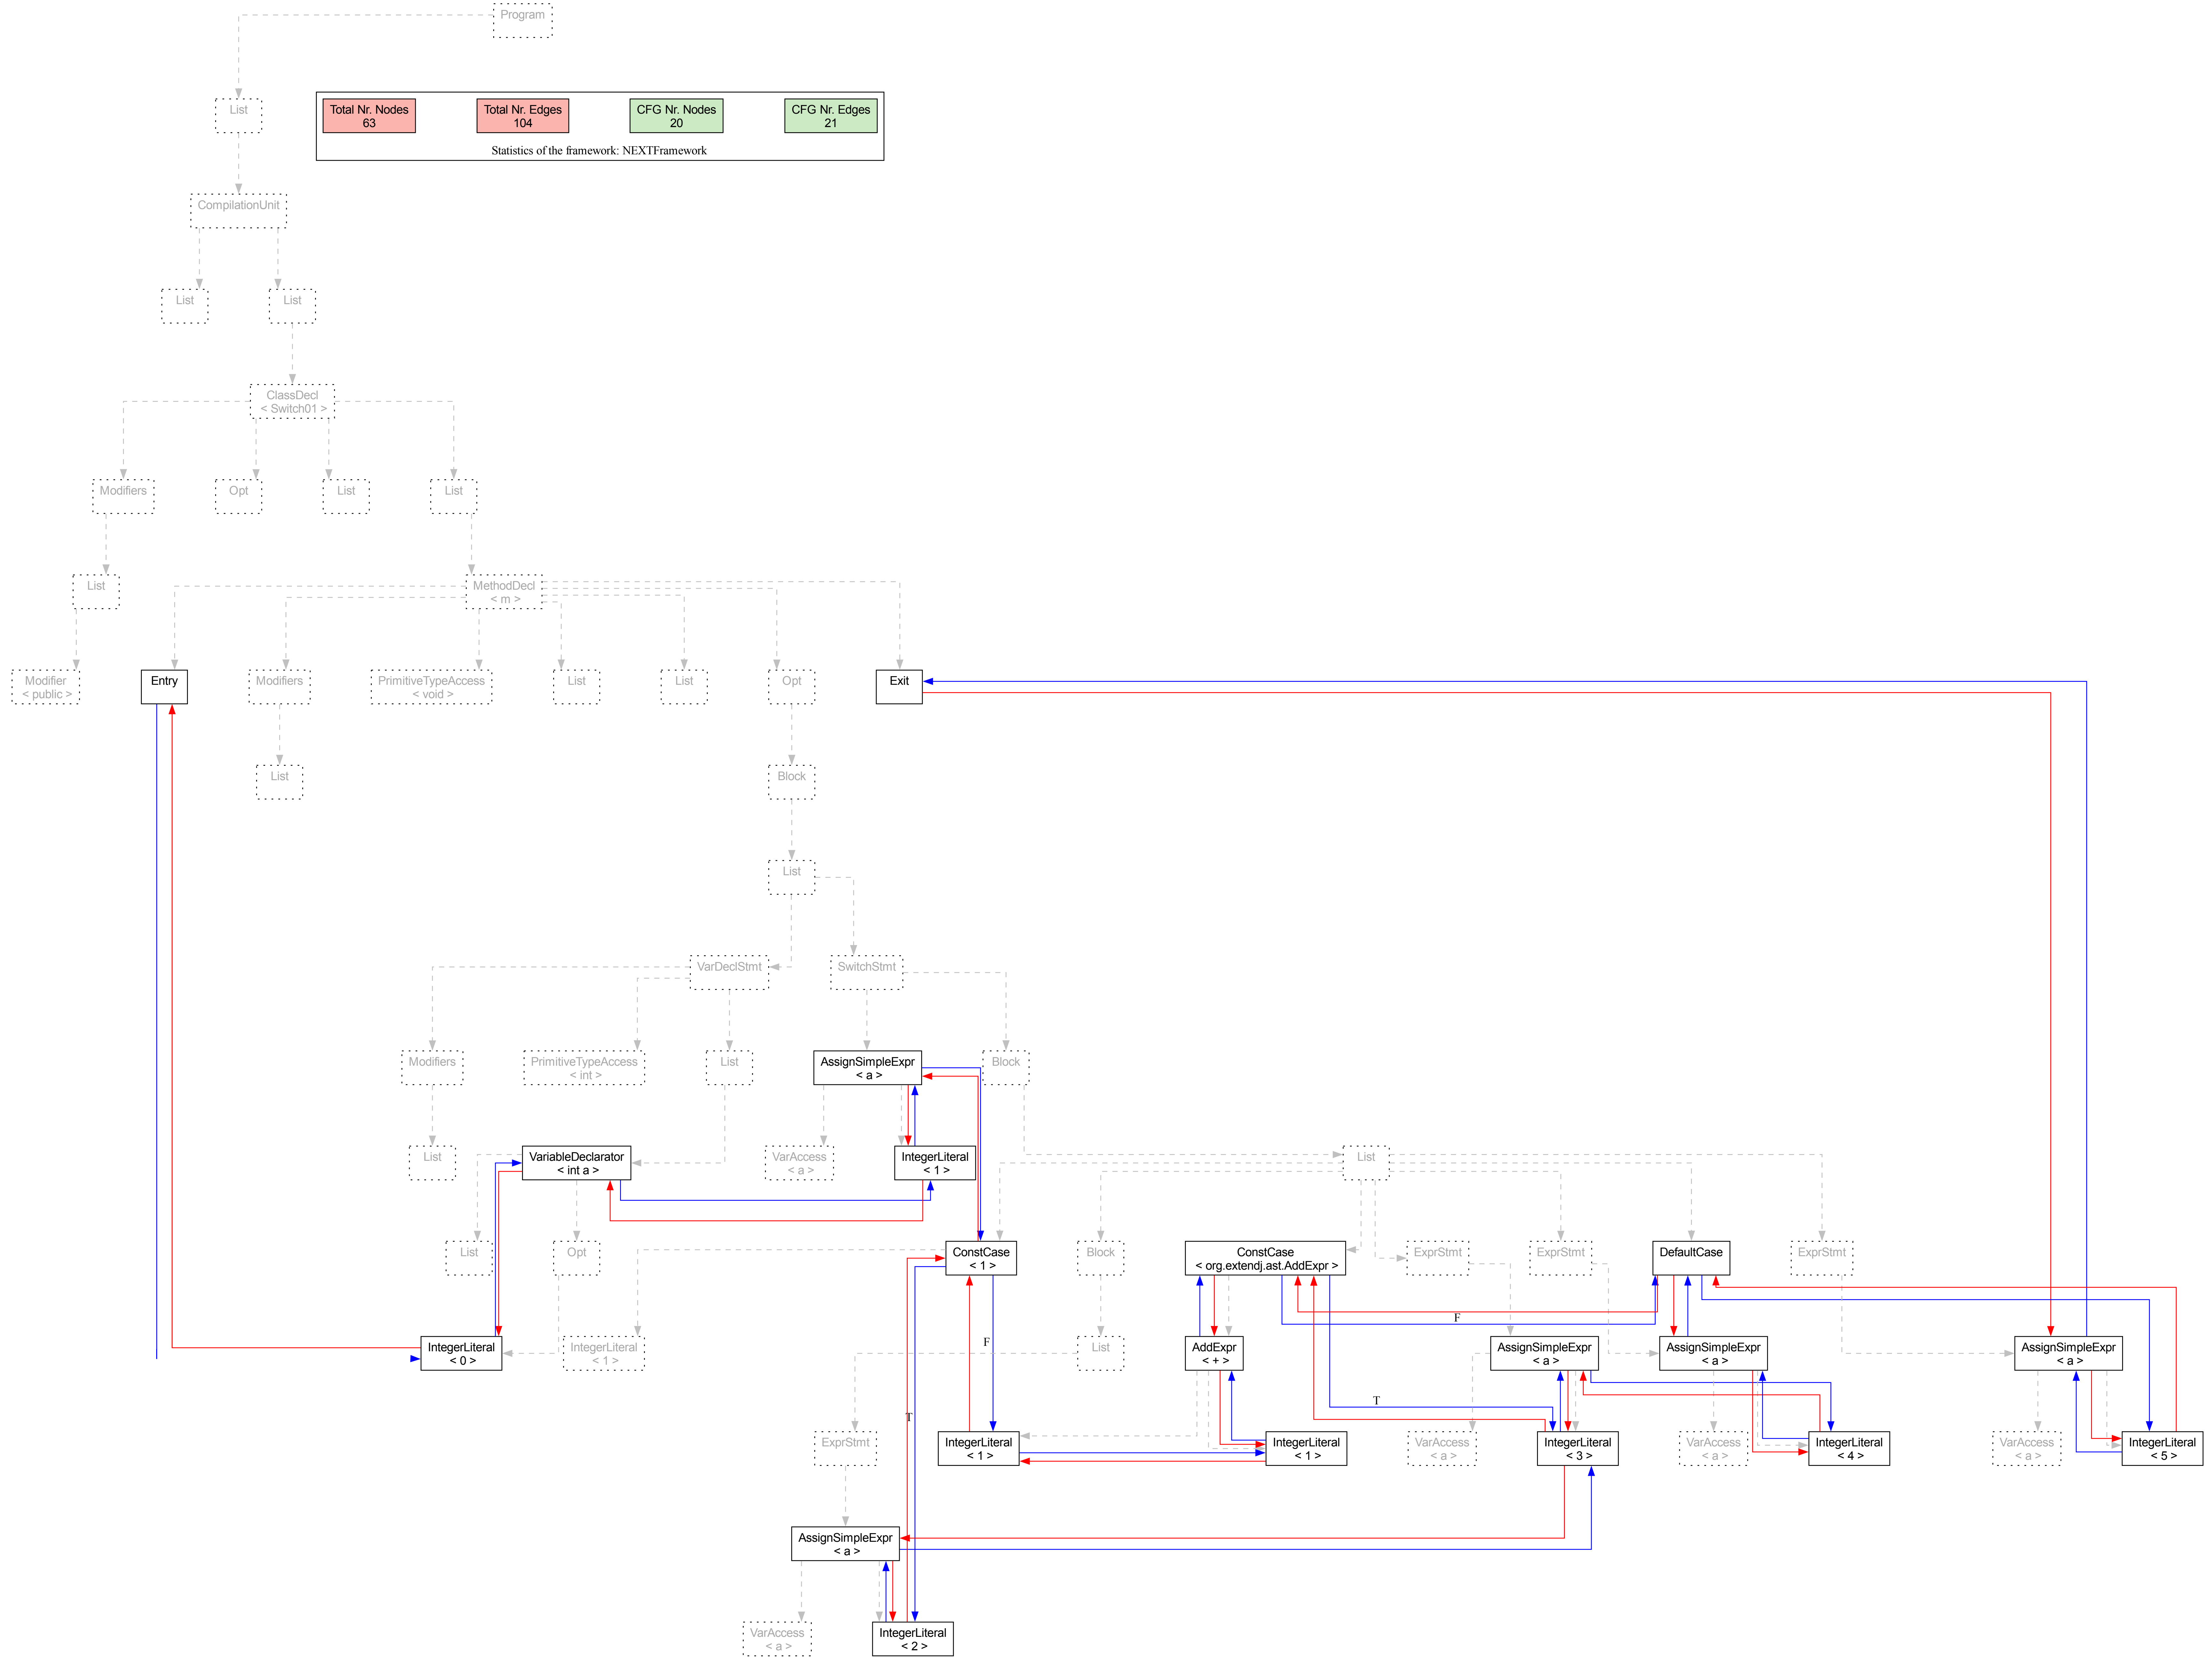 Program
List
Total Nr. Nodes
63
Total Nr. Edges
104
CFG Nr. Nodes
20
CFG Nr. Edges
21
Statistics of the framework: NEXTFramework
CompilationUnit
List
List
ClassDecl
< Switch01 >
Modifiers
Opt
List
List
List
MethodDecl
< m >
Modifier
< public >
Entry
Modifiers
PrimitiveTypeAccess
< void >
List
List
Opt
Exit
List
Block
List
VarDeclStmt
SwitchStmt
Modifiers
PrimitiveTypeAccess
< int >
List
AssignSimpleExpr
< a >
Block
List
VariableDeclarator
< int a >
VarAccess
< a >
IntegerLiteral
< 1 >
List
List
Opt
ConstCase
< 1 >
Block
ConstCase
< org.extendj.ast.AddExpr >
ExprStmt
ExprStmt
DefaultCase
ExprStmt
F
F
IntegerLiteral
< 0 >
IntegerLiteral
< 1 >
List
AddExpr
< + >
AssignSimpleExpr
< a >
AssignSimpleExpr
< a >
AssignSimpleExpr
< a >
T
T
ExprStmt
IntegerLiteral
< 1 >
IntegerLiteral
< 1 >
VarAccess
< a >
IntegerLiteral
< 3 >
VarAccess
< a >
IntegerLiteral
< 4 >
VarAccess
< a >
IntegerLiteral
< 5 >
AssignSimpleExpr
< a >
VarAccess
< a >
IntegerLiteral
< 2 >